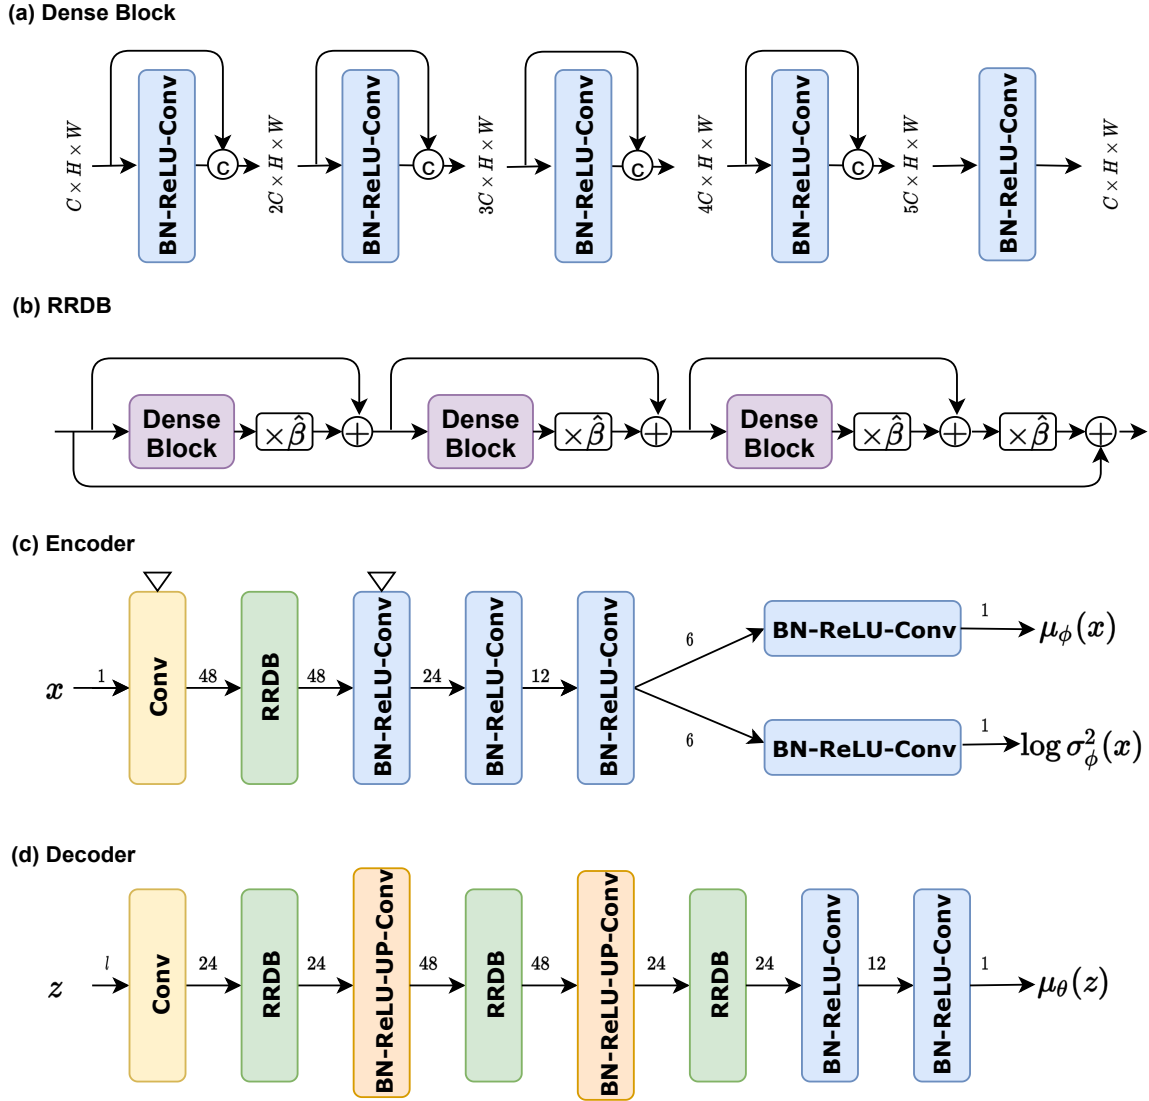 (a) Dense Block
C × H × W
BN-ReLU-Conv
C
2C × H × W
BN-ReLU-Conv
C
3C × H × W
BN-ReLU-Conv
C
4C × H × W
BN-ReLU-Conv
C
5C × H × W
BN-ReLU-Conv
C × H × W
(b) RRDB
Dense
Block
×β̂
+
Dense
Block
×β̂
+
Dense
Block
×β̂
+
×β̂
+
(c) Encoder
x
1
Conv
48
RRDB
48
BN-ReLU-Conv
24
BN-ReLU-Conv
12
BN-ReLU-Conv
6
BN-ReLU-Conv
1
μ_ϕ(x)
6
BN-ReLU-Conv
1
log σ²_ϕ(x)
(d) Decoder
z
l
Conv
24
RRDB
24
BN-ReLU-UP-Conv
48
RRDB
48
BN-ReLU-UP-Conv
24
RRDB
24
BN-ReLU-Conv
12
BN-ReLU-Conv
1
μ_θ(z)